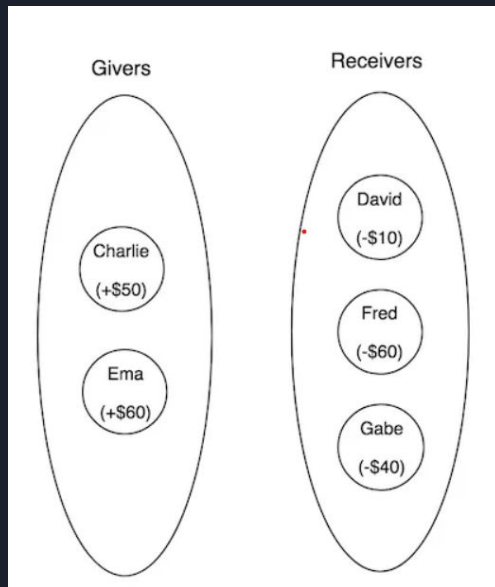 Givers
Receivers
Charlie
(+$50)
Ema
(+$60)
David
(-$10)
Fred
(-$60)
Gabe
(-$40)